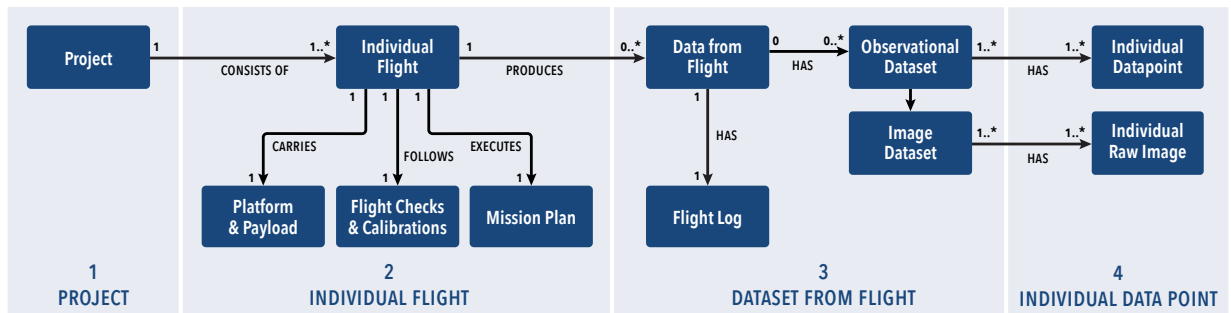 Project
1
1..*
CONSISTS OF
Individual
Flight
1
0..*
PRODUCES
1
1
1
CARRIES
FOLLOWS
EXECUTES
1
1
1
Platform
& Payload
Flight Checks
& Calibrations
Mission Plan
Data from
Flight
0
0..*
HAS
1
HAS
1
Flight Log
Observational
Dataset
1..*
1..*
HAS
Individual
Datapoint
Image
Dataset
1..*
1..*
HAS
Individual
Raw Image
1
PROJECT
2
INDIVIDUAL FLIGHT
3
DATASET FROM FLIGHT
4
INDIVIDUAL DATA POINT